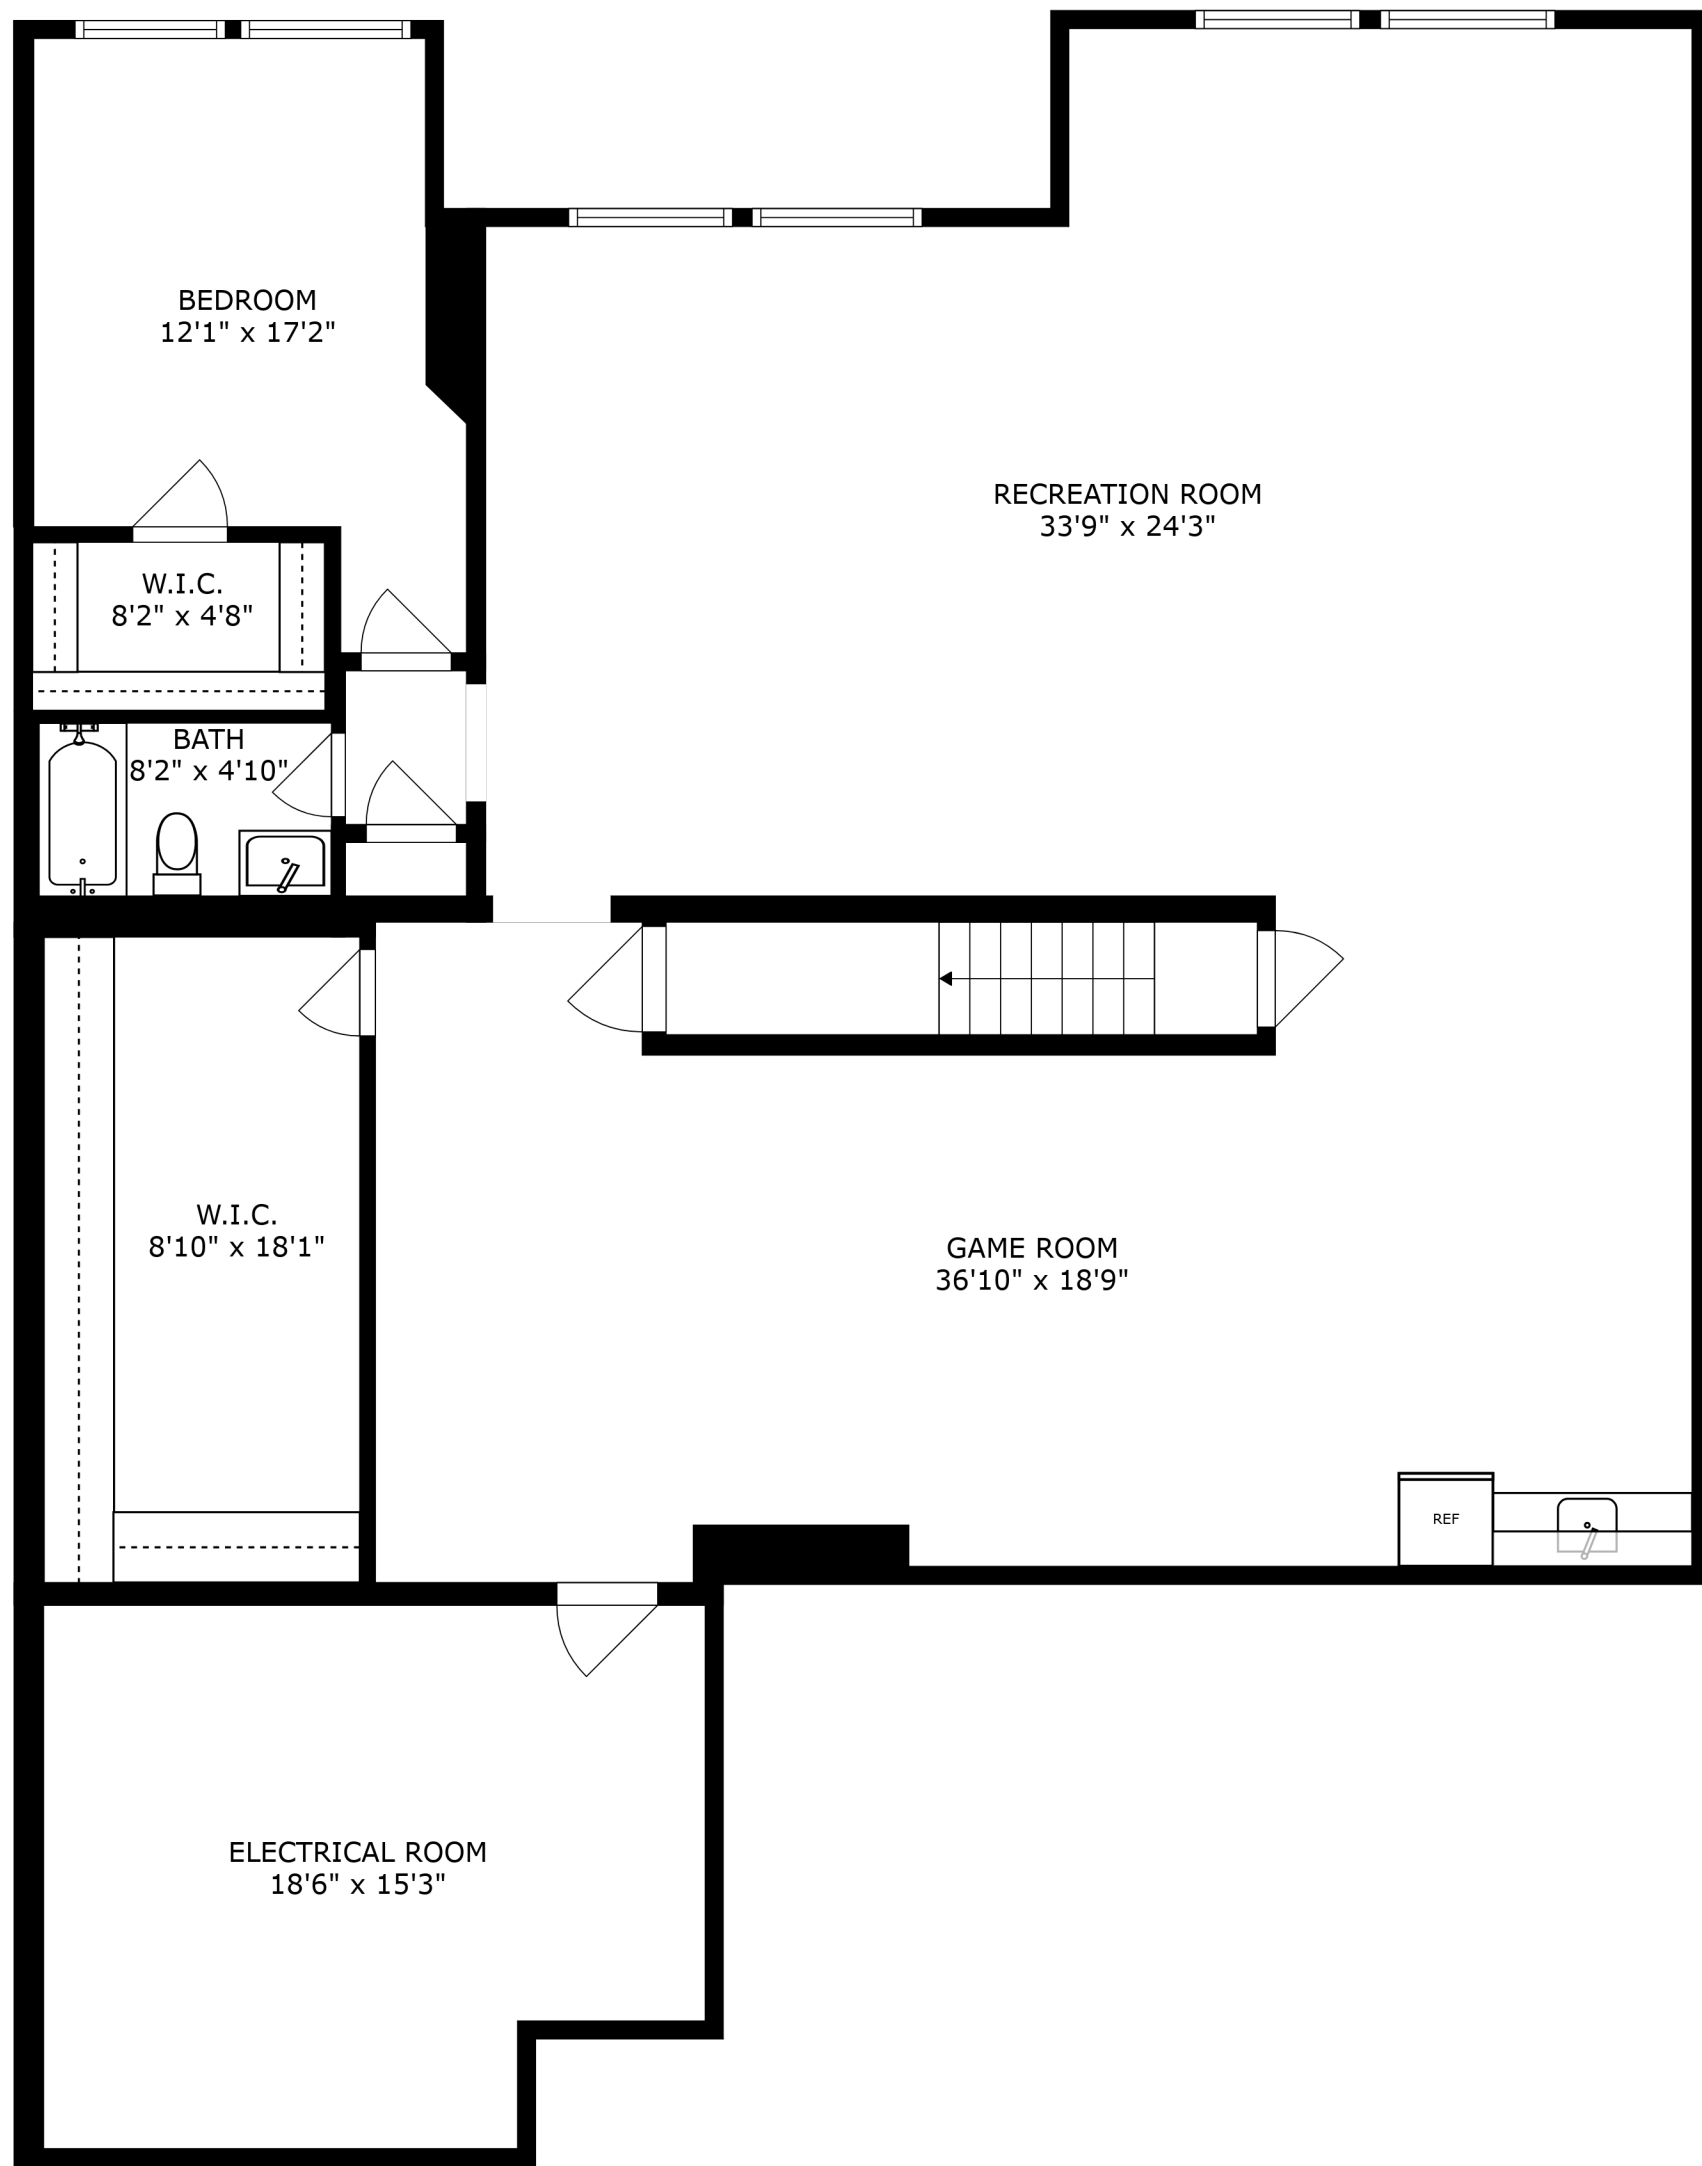 BEDROOM
12'1" x 17'2"
RECREATION ROOM
33'9" x 24'3"
W.I.C.
8'2" x 4'8"
BATH
8'2" x 4'10"
W.I.C.
8'10" x 18'1"
GAME ROOM
36'10" x 18'9"
REF
ELECTRICAL ROOM
18'6" x 15'3"